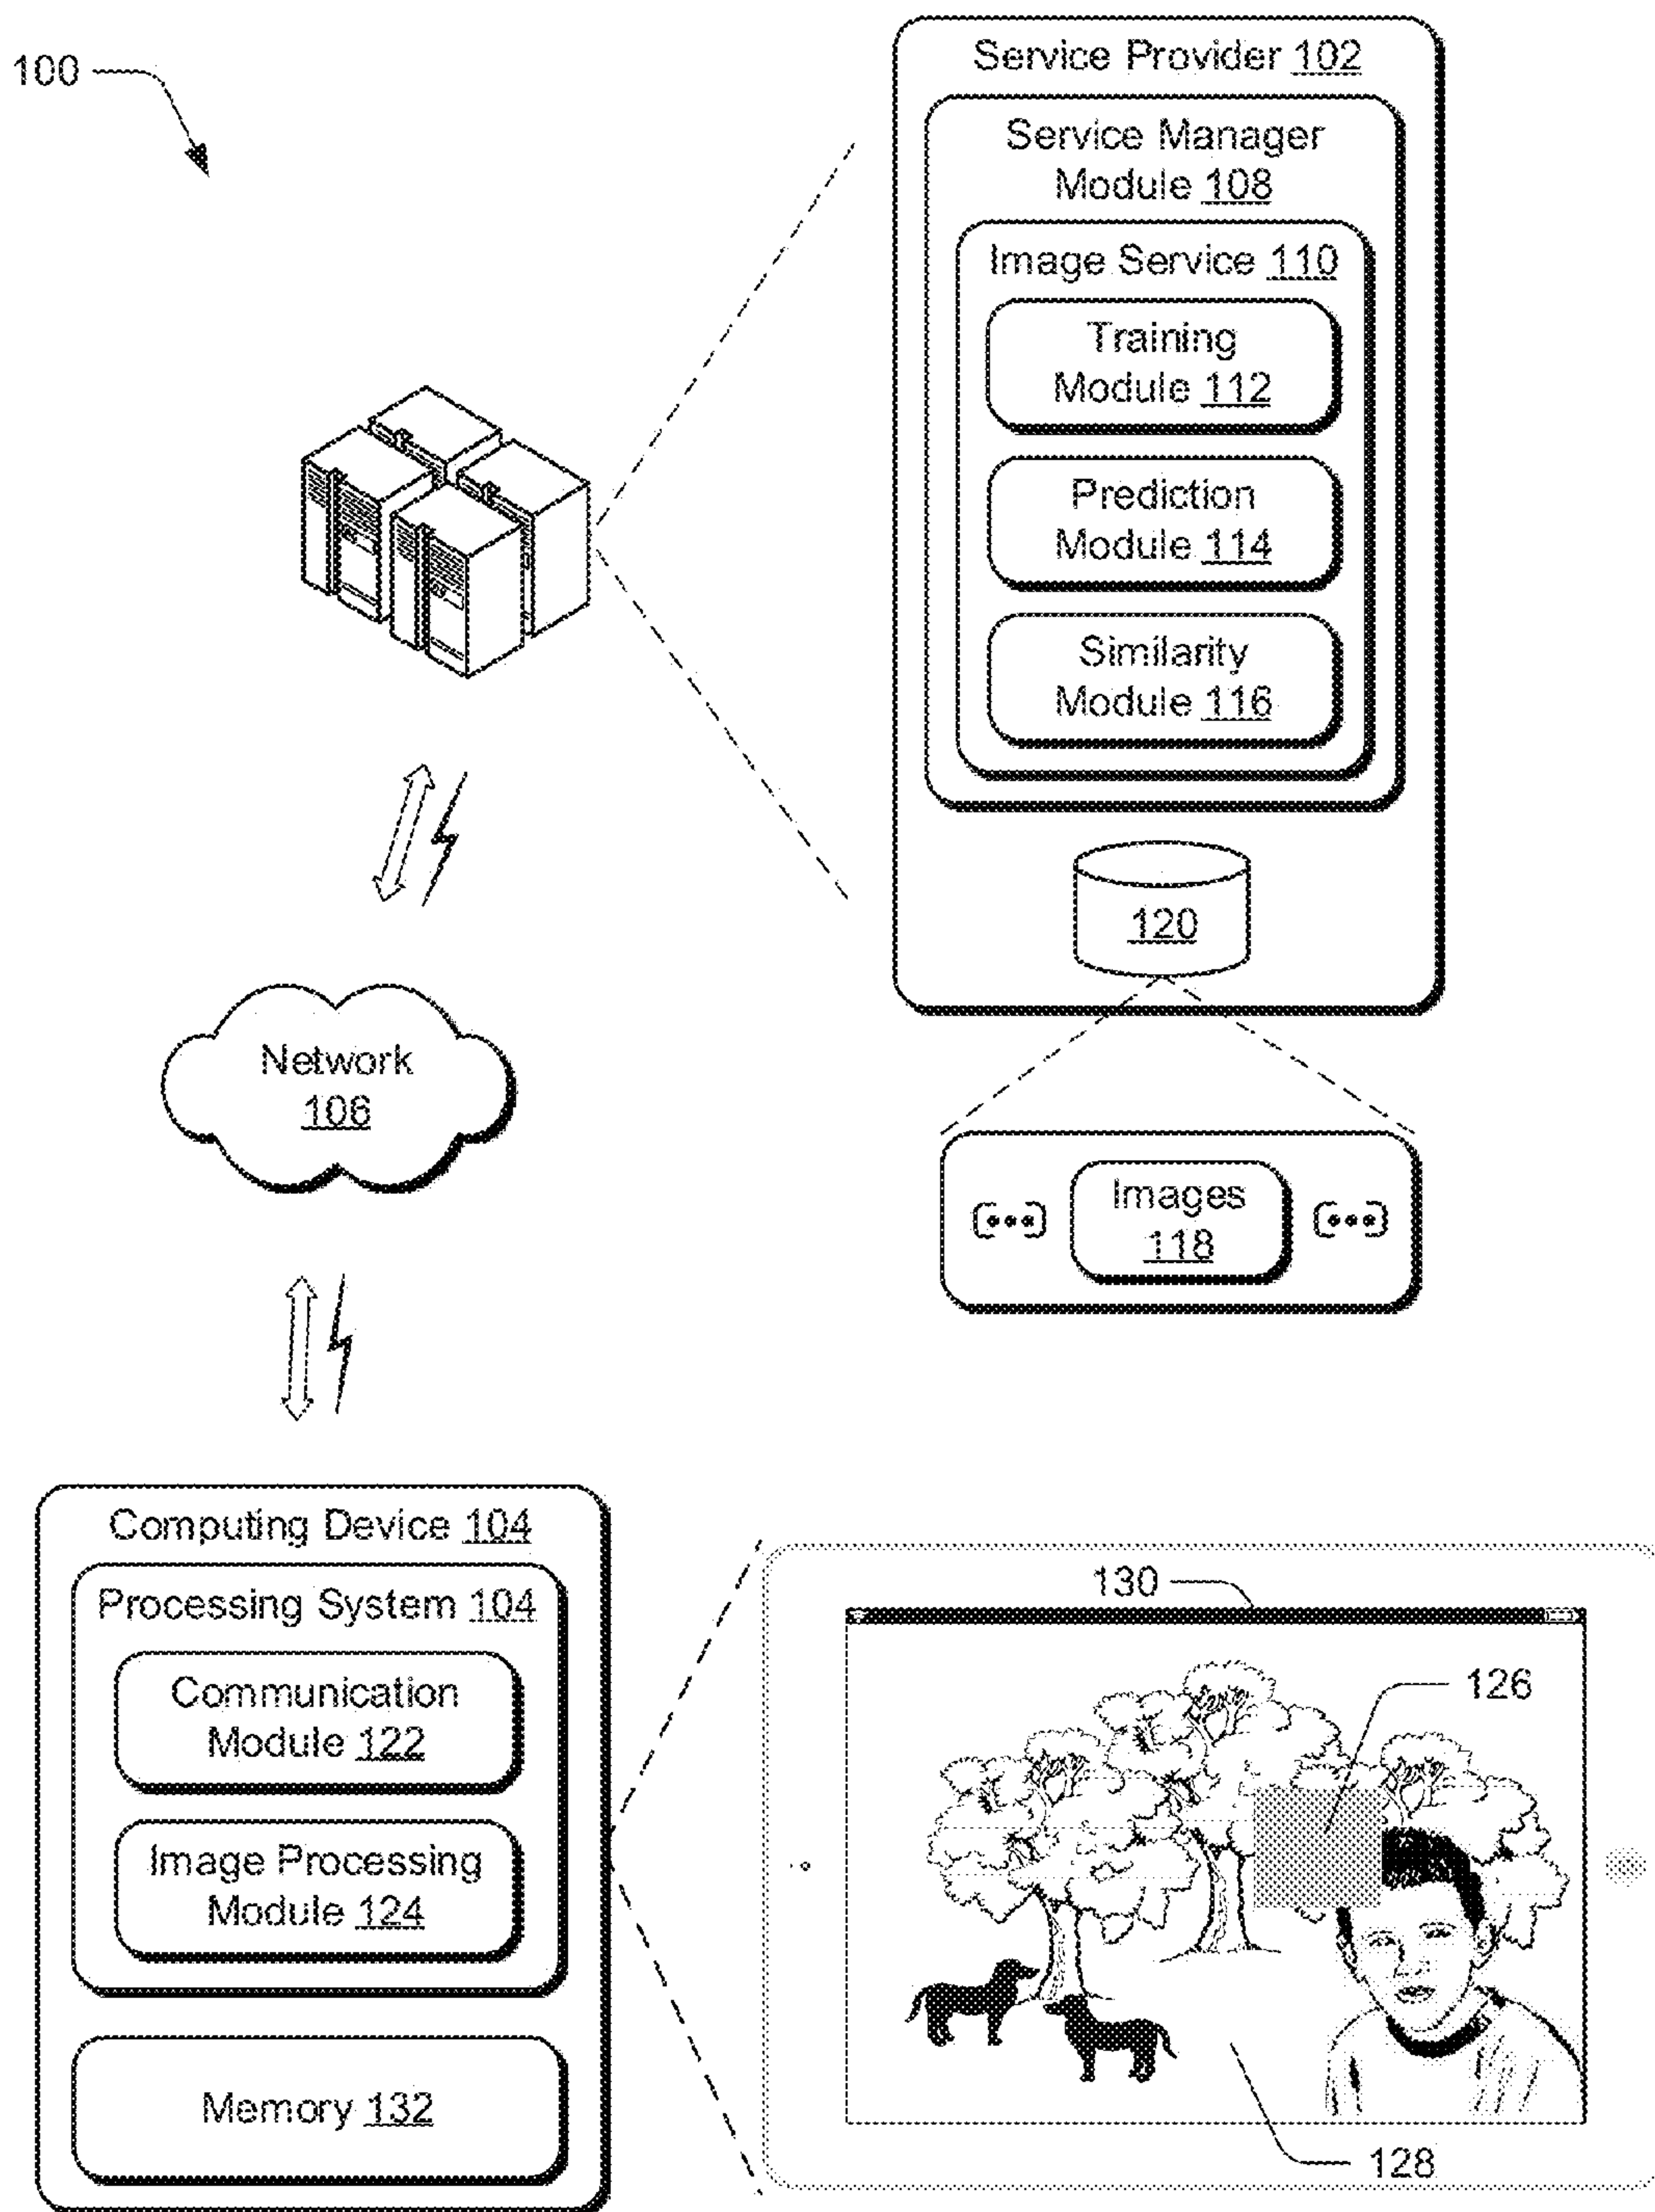 100
Service Provider 102
Service Manager
Module 108
Image Service 110
Training
Module 112
Prediction
Module 114
Similarity
Module 116
120
Network
106
Images
118
Computing Device 104
Processing System 104
Communication
Module 122
Image Processing
Module 124
Memory 132
130
126
128